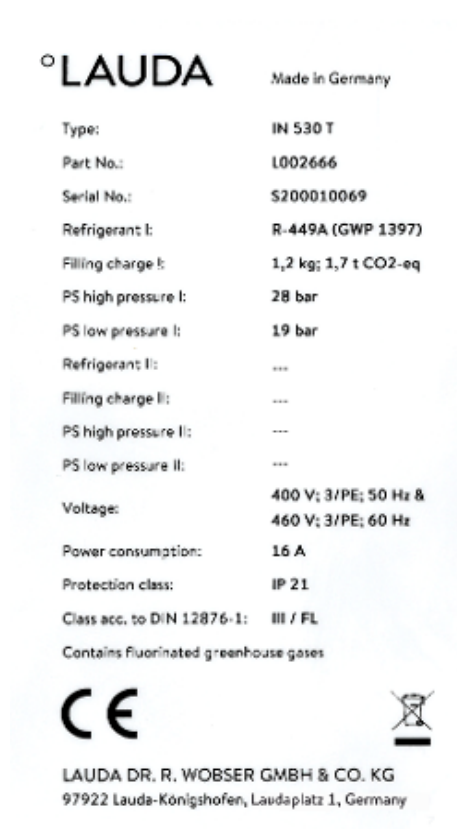 °LAUDA Made in Germany
Type: IN 530 T
Part No.: L002666
Serial No.: S200010069
Refrigerant I: R-449A (GWP 1397)
Filling charge I: 1,2 kg; 1,7 t CO2-eq
PS high pressure I: 28 bar
PS low pressure I: 19 bar
Refrigerant II: ---
Filling charge II: ---
PS high pressure II: ---
PS low pressure II: ---
Voltage: 400 V; 3/PE; 50 Hz &
460 V; 3/PE; 60 Hz
Power consumption: 16 A
Protection class: IP 21
Class acc. to DIN 12876-1: III / FL
Contains fluorinated greenhouse gases
CE
LAUDA DR. R. WOBSER GMBH & CO. KG
97922 Lauda-Königshofen, Laudaplatz 1, Germany